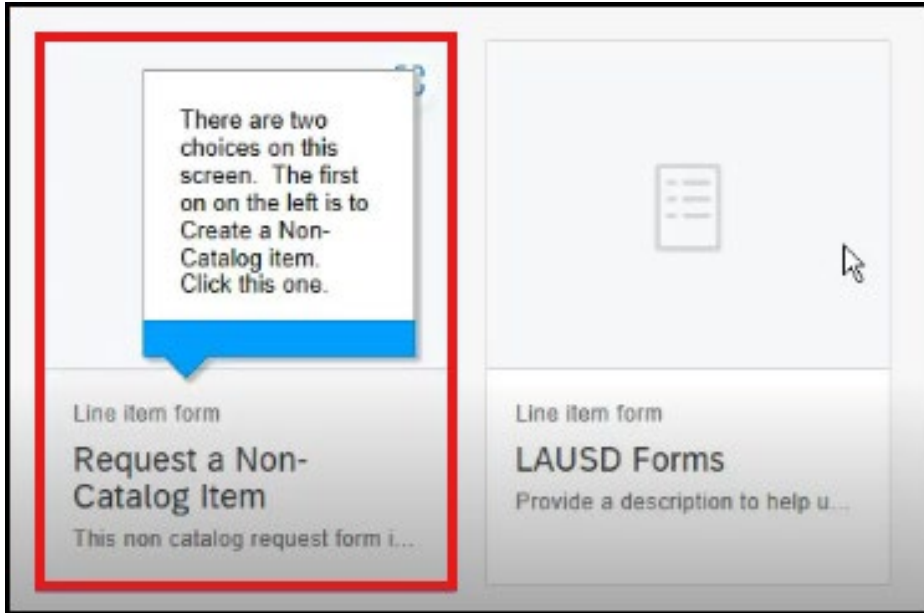 There are two
choices on this
screen.  The first
on on the left is to
Create a Non-
Catalog item.
Click this one.
Line item form
Request a Non-
Catalog Item
This non catalog request form i...
Line item form
LAUSD Forms
Provide a description to help u...